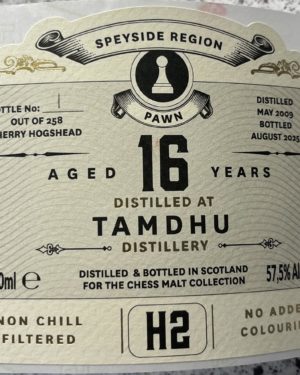 SPEYSIDE REGION
PAWN
TTLE No: 1
OUT OF 258
HERRY HOGSHEAD
DISTILLED
MAY 2009
BOTTLED
AUGUST 2025
AGED 16 YEARS
DISTILLED AT
TAMDHU
DISTILLERY
0ml e
DISTILLED & BOTTLED IN SCOTLAND
FOR THE CHESS MALT COLLECTION
57,5% Al
NON CHILL
FILTERED
H2
NO ADDE
COLOURI